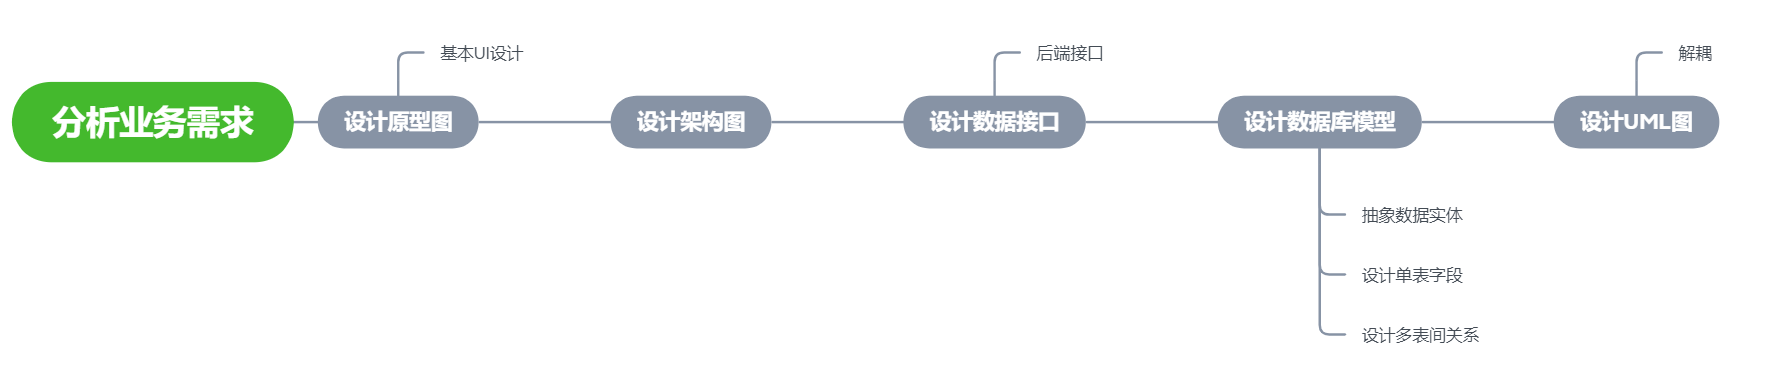 分析业务需求
设计原型图
基本UI设计
设计架构图
设计数据接口
后端接口
设计数据库模型
抽象数据实体
设计单表字段
设计多表间关系
设计UML图
解耦